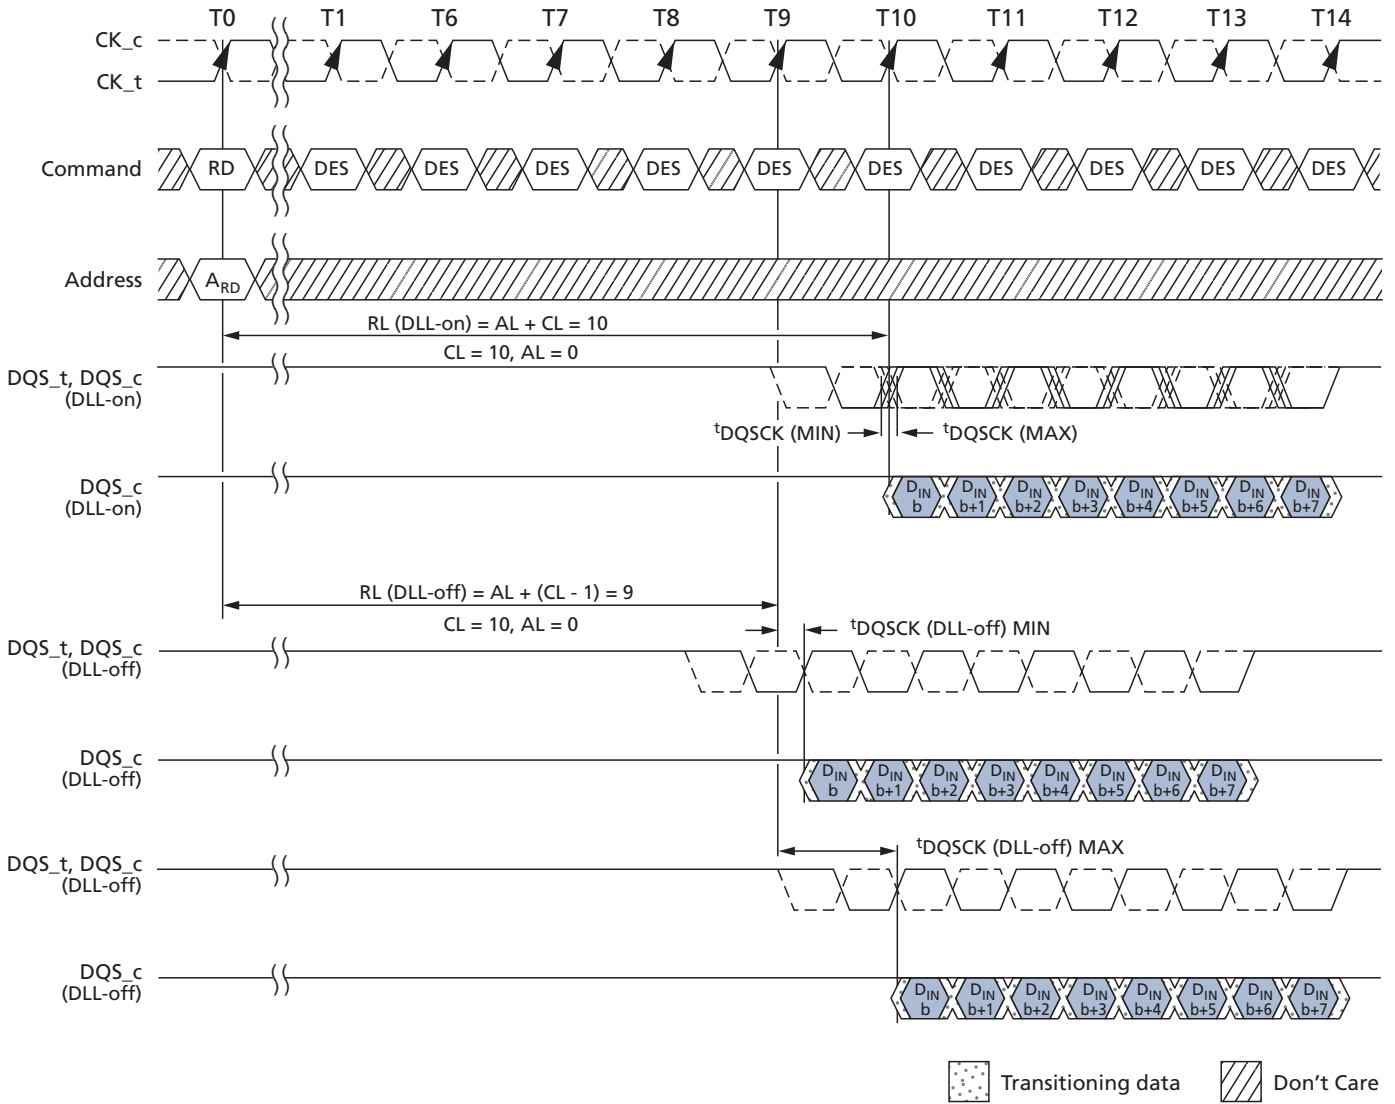 T0 T1 T6 T7 T8 T9 T10 T11 T12 T13 T14
CK_c
CK_t
Command RD DES DES DES DES DES DES DES DES DES DES
Address ARD
RL (DLL-on) = AL + CL = 10
CL = 10, AL = 0
DQS_t, DQS_c
(DLL-on)
tDQSCK (MIN) tDQSCK (MAX)
DQS_c
(DLL-on)
DIN DIN DIN DIN DIN DIN DIN DIN
b b+1 b+2 b+3 b+4 b+5 b+6 b+7
RL (DLL-off) = AL + (CL - 1) = 9
CL = 10, AL = 0
tDQSCK (DLL-off) MIN
DQS_t, DQS_c
(DLL-off)
DQS_c
(DLL-off)
DIN DIN DIN DIN DIN DIN DIN DIN
b b+1 b+2 b+3 b+4 b+5 b+6 b+7
tDQSCK (DLL-off) MAX
DQS_t, DQS_c
(DLL-off)
DQS_c
(DLL-off)
DIN DIN DIN DIN DIN DIN DIN DIN
b b+1 b+2 b+3 b+4 b+5 b+6 b+7
Transitioning data Don't Care